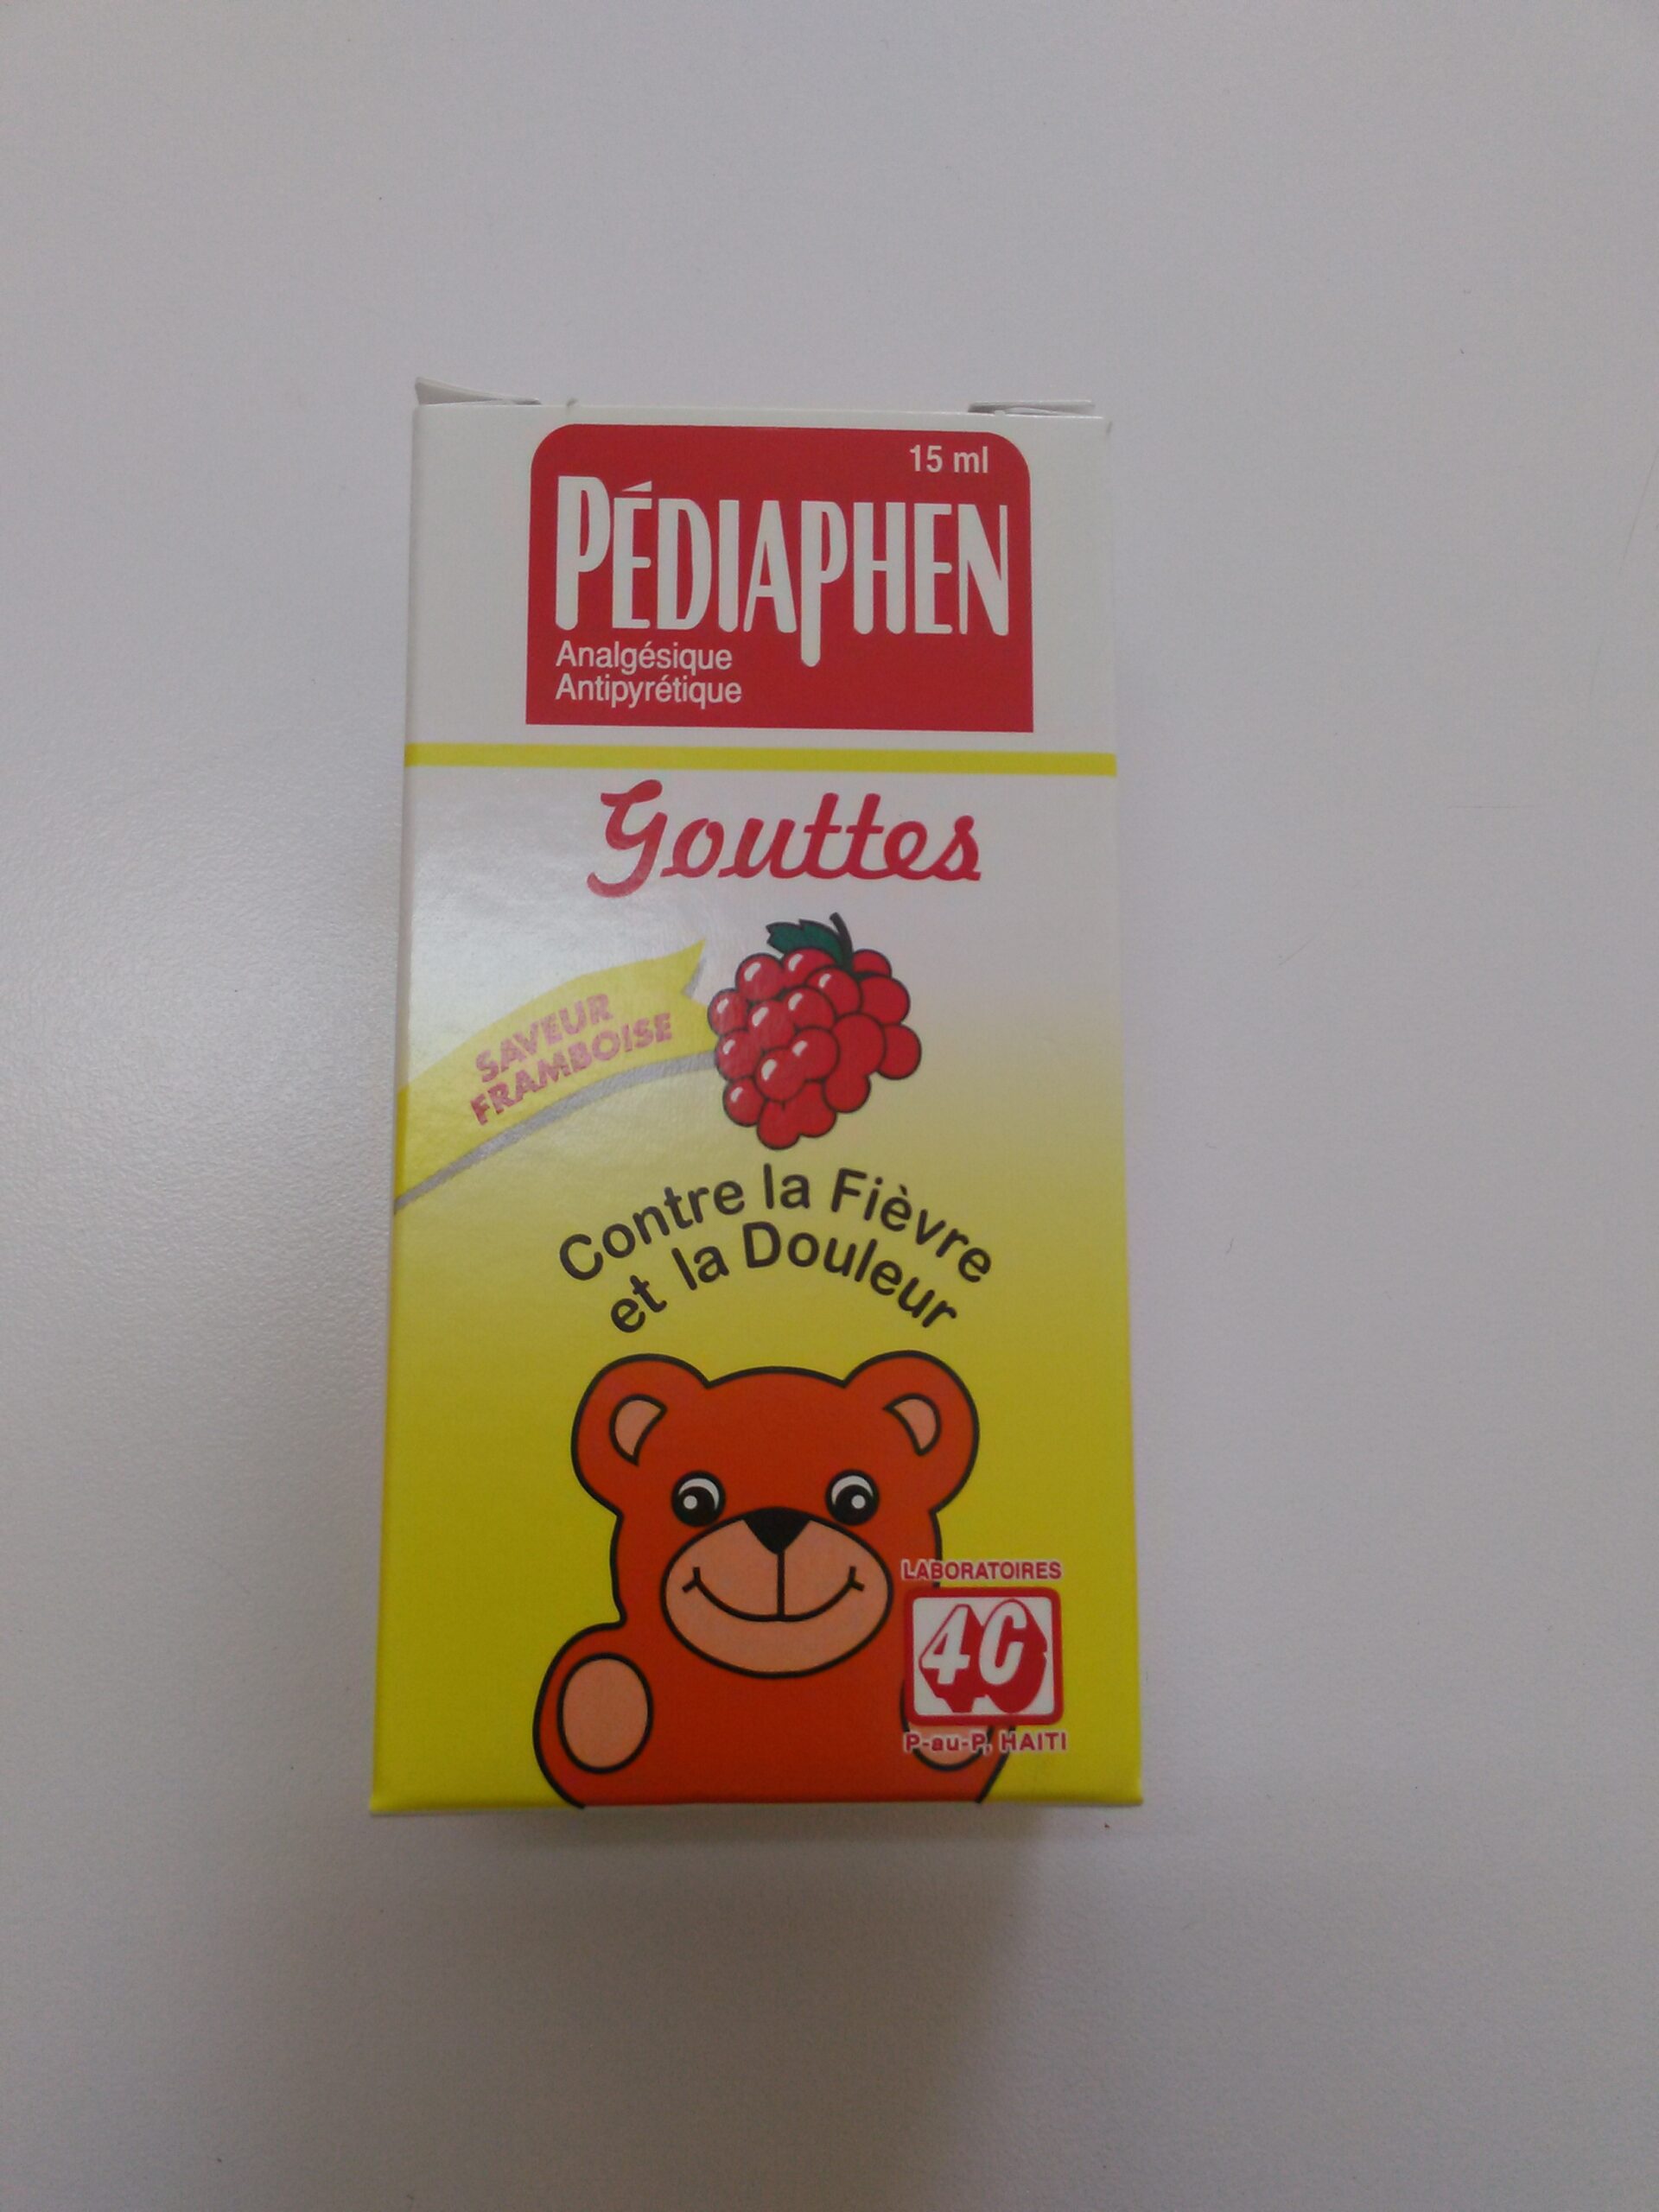 15 ml
PÉDIAPHEN
Analgésique
Antipyrétique
Gouttes
SAVEUR
FRAMBOISE
Contre la Fièvre
et la Douleur
LABORATOIRES
4C
P-au-P, HAITI